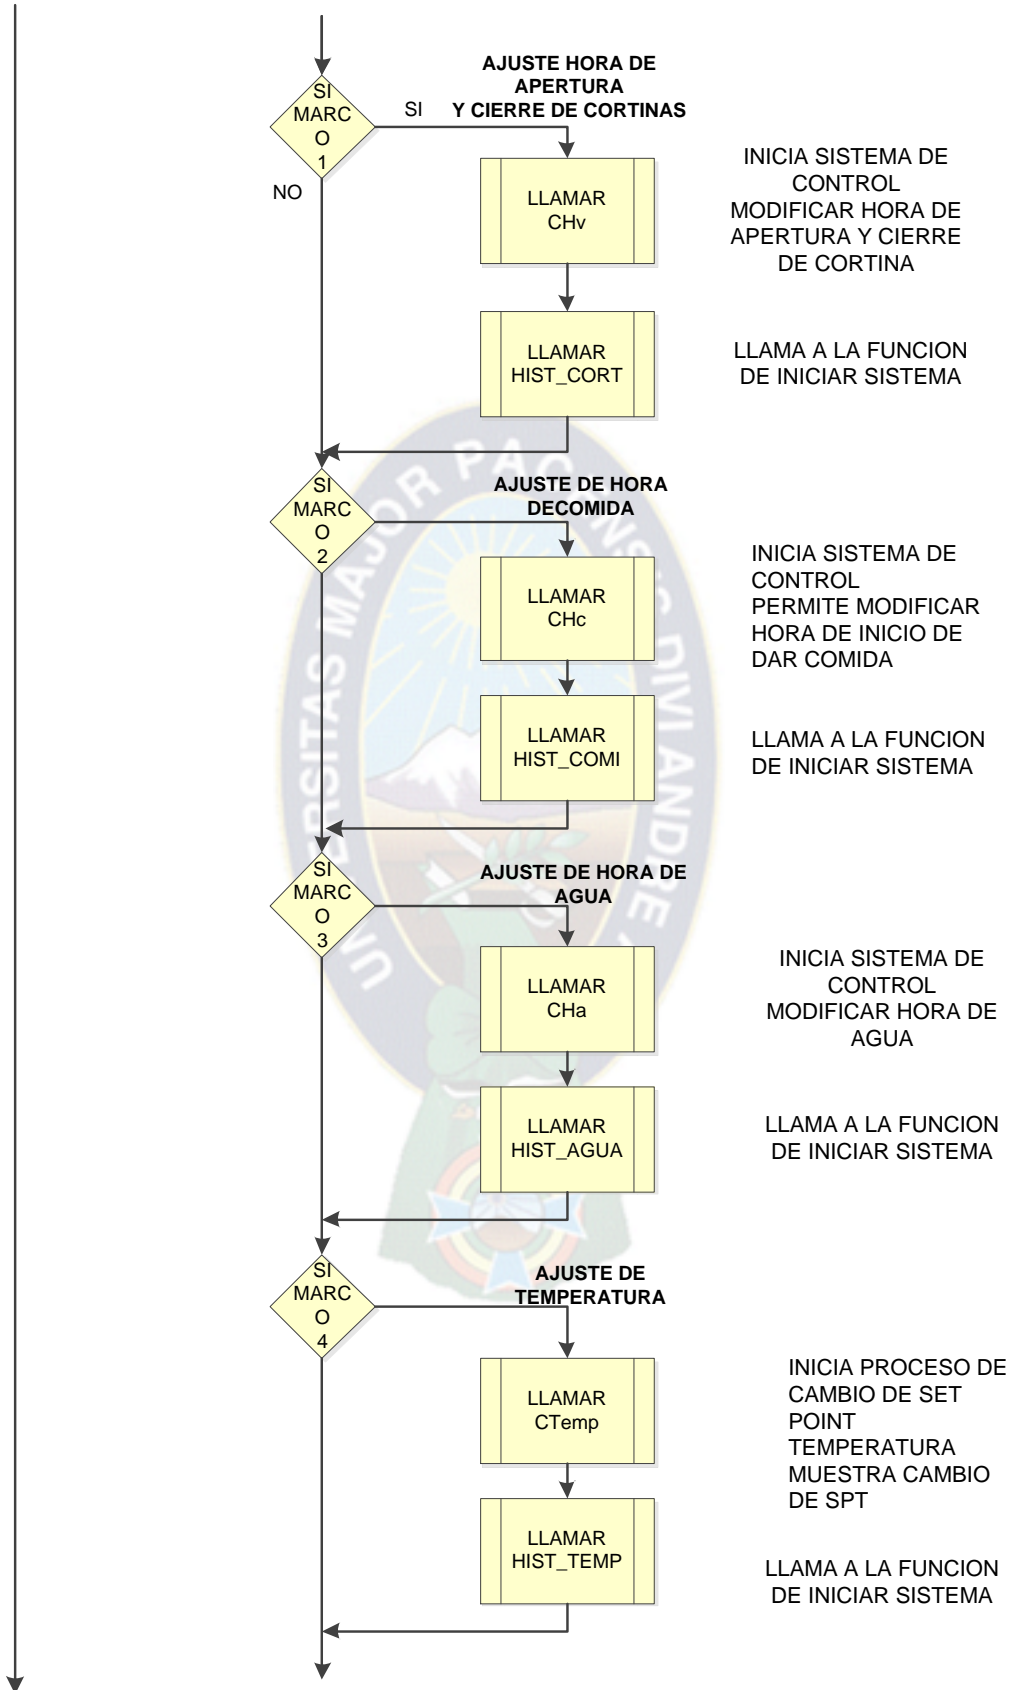 AJUSTE HORA DE
APERTURA
Y CIERRE DE CORTINAS
SI
MARC
O
1
SI
NO
LLAMAR
CHv
INICIA SISTEMA DE
CONTROL
MODIFICAR HORA DE
APERTURA Y CIERRE
DE CORTINA
LLAMAR
HIST_CORT
LLAMA A LA FUNCION
DE INICIAR SISTEMA
SI
MARC
O
2
AJUSTE DE HORA
DECOMIDA
LLAMAR
CHc
INICIA SISTEMA DE
CONTROL
PERMITE MODIFICAR
HORA DE INICIO DE
DAR COMIDA
LLAMAR
HIST_COMI
LLAMA A LA FUNCION
DE INICIAR SISTEMA
SI
MARC
O
3
AJUSTE DE HORA DE
AGUA
LLAMAR
CHa
INICIA SISTEMA DE
CONTROL
MODIFICAR HORA DE
AGUA
LLAMAR
HIST_AGUA
LLAMA A LA FUNCION
DE INICIAR SISTEMA
SI
MARC
O
4
AJUSTE DE
TEMPERATURA
LLAMAR
CTemp
INICIA PROCESO DE
CAMBIO DE SET
POINT
TEMPERATURA
MUESTRA CAMBIO
DE SPT
LLAMAR
HIST_TEMP
LLAMA A LA FUNCION
DE INICIAR SISTEMA
MAJOR PACENSIS DIVI ANDRE